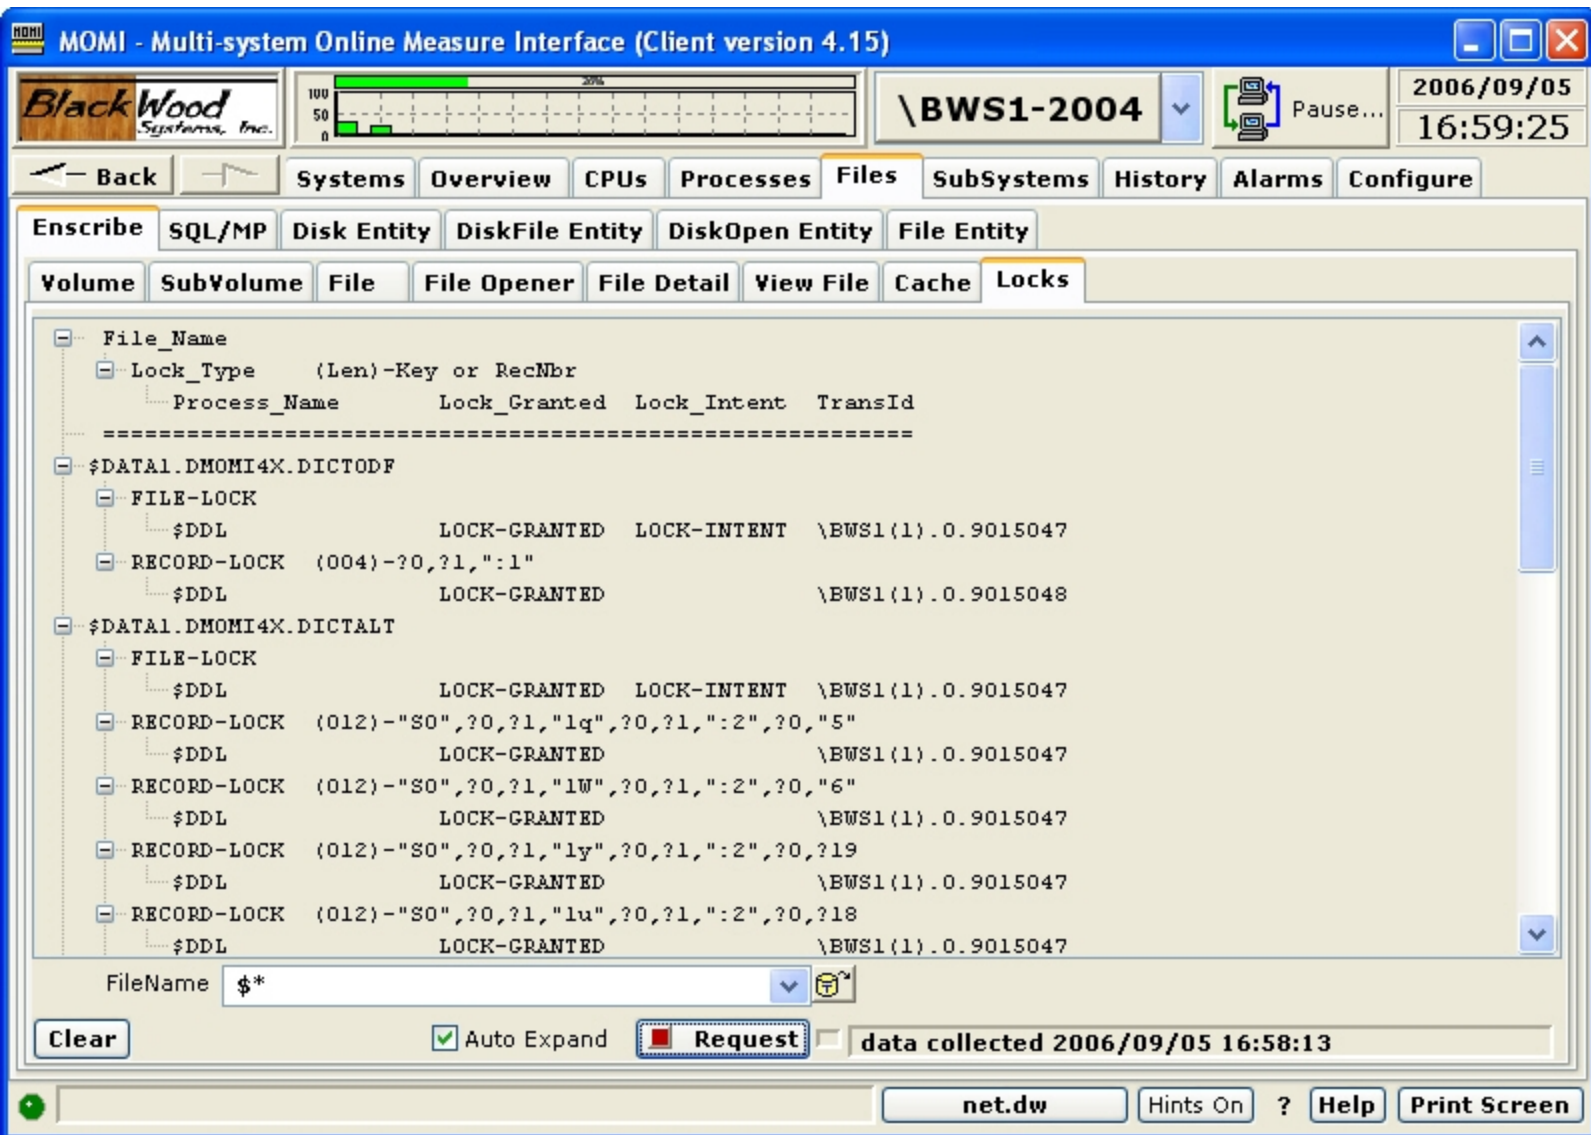 MOMI
MOMI - Multi-system Online Measure Interface (Client version 4.15)
BlackWood
Systems, Inc.
20%
100
50
0
\BWS1-2004
Pause...
2006/09/05
16:59:25
Back
Systems Overview CPUs Processes Files SubSystems History Alarms Configure
Enscribe SQL/MP Disk Entity DiskFile Entity DiskOpen Entity File Entity
Volume SubVolume File File Opener File Detail View File Cache Locks
File_Name
Lock_Type (Len)-Key or RecNbr
Process_Name Lock_Granted Lock_Intent TransId
==========================================================
$DATA1.DMOMI4X.DICTODF
FILE-LOCK
$DDL LOCK-GRANTED LOCK-INTENT \BWS1(1).0.9015047
RECORD-LOCK (004)-?0,?1,":1"
$DDL LOCK-GRANTED \BWS1(1).0.9015048
$DATA1.DMOMI4X.DICTALT
FILE-LOCK
$DDL LOCK-GRANTED LOCK-INTENT \BWS1(1).0.9015047
RECORD-LOCK (012)-"S0",?0,?1,"1q",?0,?1,":2",?0,"5"
$DDL LOCK-GRANTED \BWS1(1).0.9015047
RECORD-LOCK (012)-"S0",?0,?1,"1W",?0,?1,":2",?0,"6"
$DDL LOCK-GRANTED \BWS1(1).0.9015047
RECORD-LOCK (012)-"S0",?0,?1,"1y",?0,?1,":2",?0,?19
$DDL LOCK-GRANTED \BWS1(1).0.9015047
RECORD-LOCK (012)-"S0",?0,?1,"1u",?0,?1,":2",?0,?18
$DDL LOCK-GRANTED \BWS1(1).0.9015047
FileName $*
Clear Auto Expand Request data collected 2006/09/05 16:58:13
net.dw Hints On ? Help Print Screen